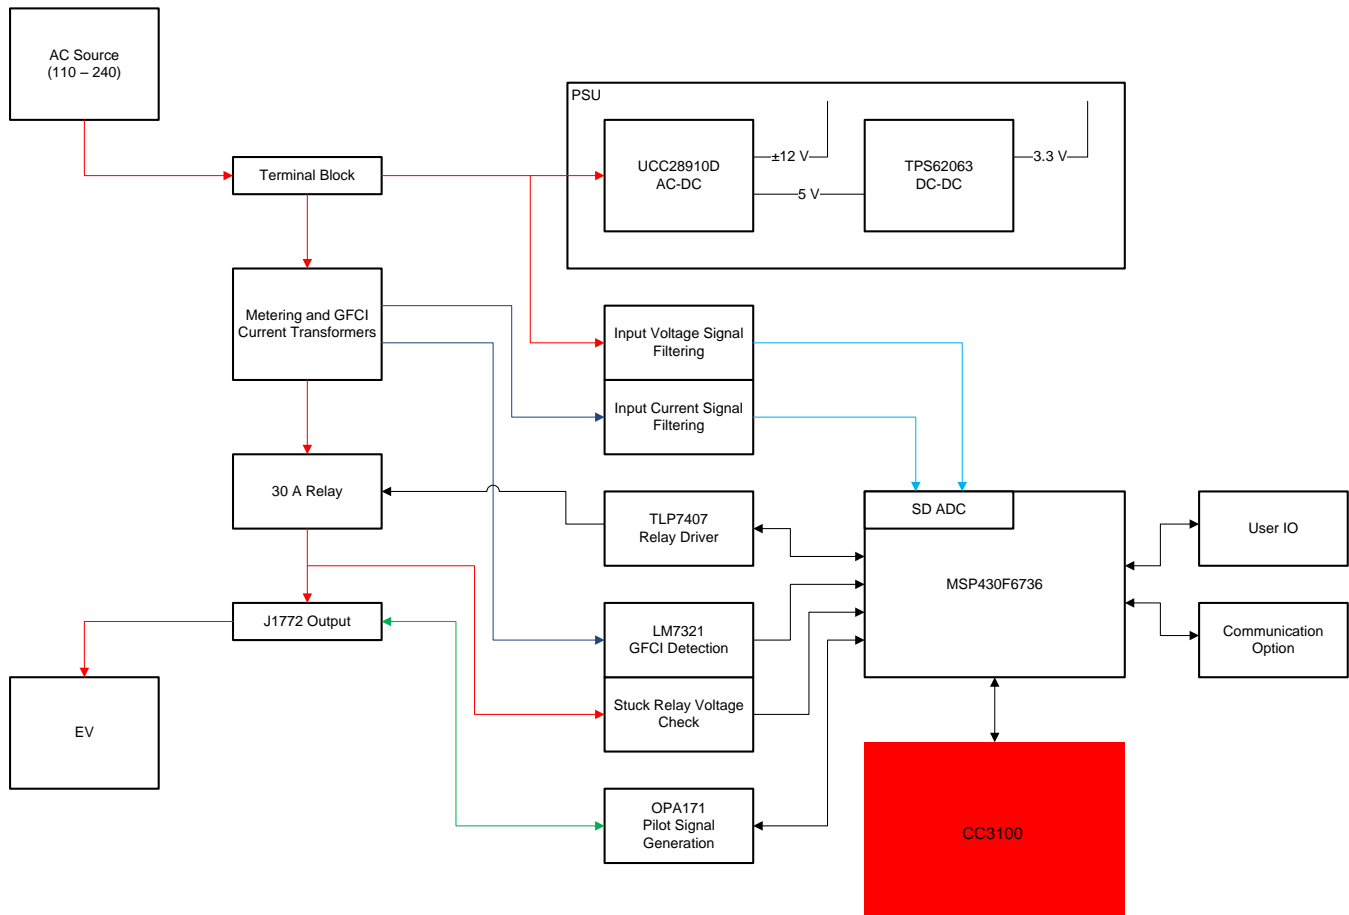 AC Source
(110 – 240)
PSU
UCC28910D
AC-DC
±12 V
5 V
TPS62063
DC-DC
3.3 V
Terminal Block
Metering and GFCI
Current Transformers
Input Voltage Signal
Filtering
Input Current Signal
Filtering
30 A Relay
TLP7407
Relay Driver
SD ADC
MSP430F6736
User IO
J1772 Output
LM7321
GFCI Detection
Communication
Option
Stuck Relay Voltage
Check
EV
OPA171
Pilot Signal
Generation
CC3100